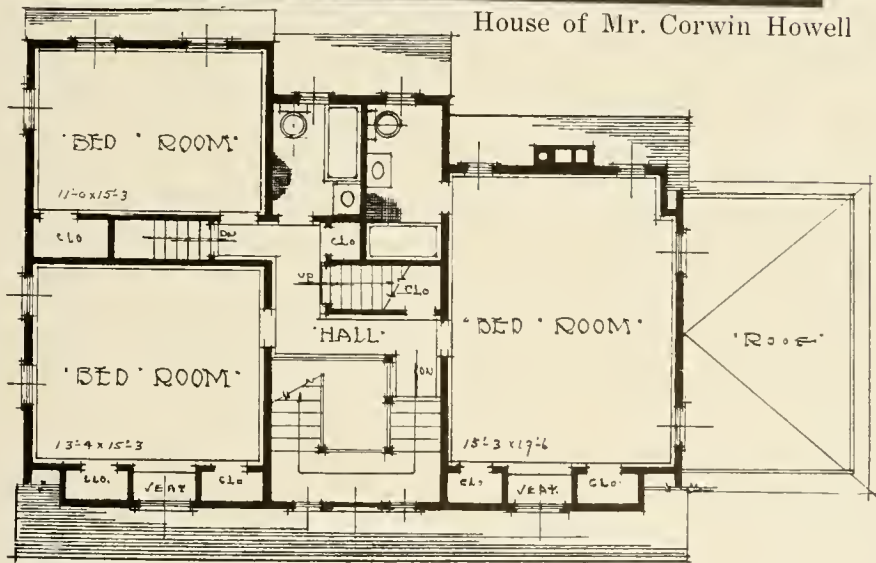 House of Mr. Corwin Howell
BED ROOM
11'-0 x 15'-3
CLO
DN
CLO
UP
CLO
HALL
BED ROOM
13'-4 x 15'-3
BED ROOM
15'-3 x 19'-6
ROOF
DN
CLO.
SEAT
CLO
CLO
SEAT
CLO